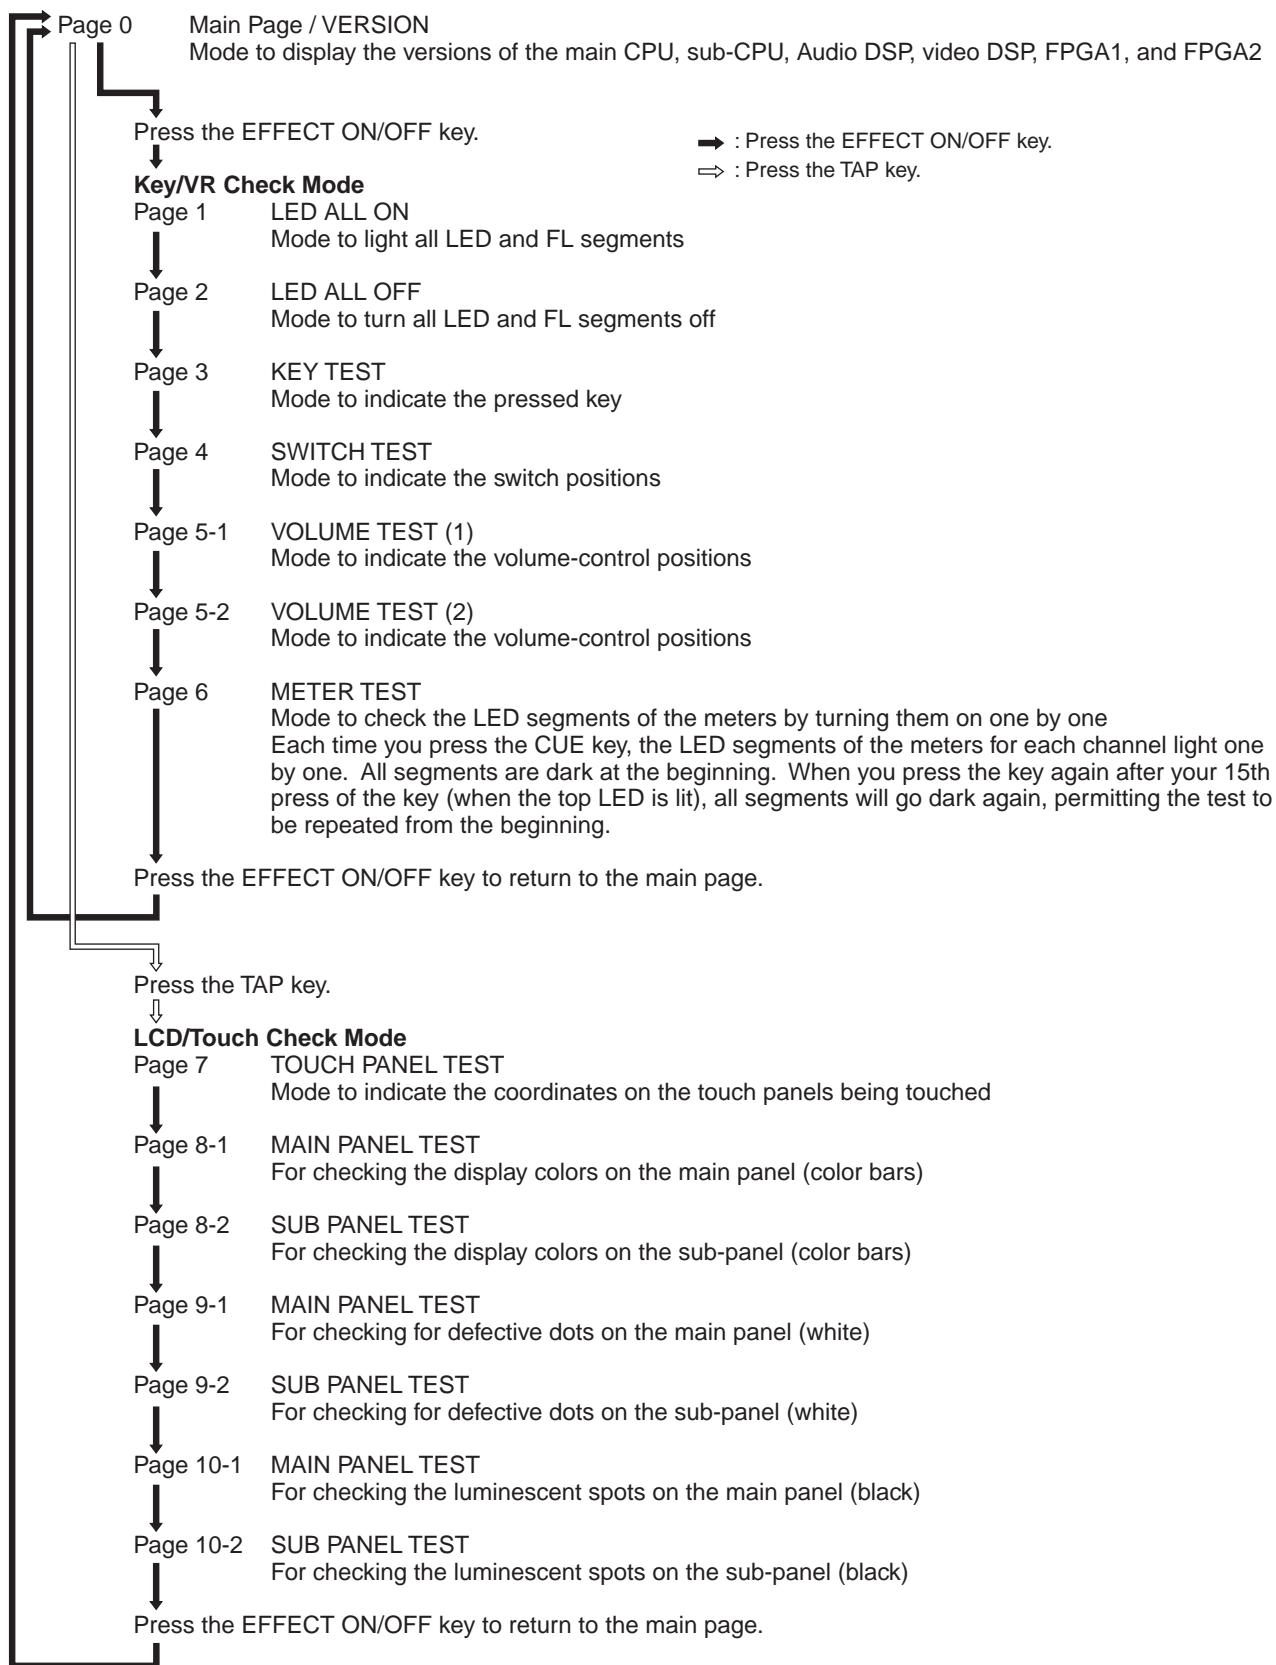 Page 0 Main Page / VERSION
Mode to display the versions of the main CPU, sub-CPU, Audio DSP, video DSP, FPGA1, and FPGA2
Press the EFFECT ON/OFF key.
: Press the EFFECT ON/OFF key.
: Press the TAP key.
Key/VR Check Mode
Page 1 LED ALL ON
Mode to light all LED and FL segments
Page 2 LED ALL OFF
Mode to turn all LED and FL segments off
Page 3 KEY TEST
Mode to indicate the pressed key
Page 4 SWITCH TEST
Mode to indicate the switch positions
Page 5-1 VOLUME TEST (1)
Mode to indicate the volume-control positions
Page 5-2 VOLUME TEST (2)
Mode to indicate the volume-control positions
Page 6 METER TEST
Mode to check the LED segments of the meters by turning them on one by one
Each time you press the CUE key, the LED segments of the meters for each channel light one
by one. All segments are dark at the beginning. When you press the key again after your 15th
press of the key (when the top LED is lit), all segments will go dark again, permitting the test to
be repeated from the beginning.
Press the EFFECT ON/OFF key to return to the main page.
Press the TAP key.
LCD/Touch Check Mode
Page 7 TOUCH PANEL TEST
Mode to indicate the coordinates on the touch panels being touched
Page 8-1 MAIN PANEL TEST
For checking the display colors on the main panel (color bars)
Page 8-2 SUB PANEL TEST
For checking the display colors on the sub-panel (color bars)
Page 9-1 MAIN PANEL TEST
For checking for defective dots on the main panel (white)
Page 9-2 SUB PANEL TEST
For checking for defective dots on the sub-panel (white)
Page 10-1 MAIN PANEL TEST
For checking the luminescent spots on the main panel (black)
Page 10-2 SUB PANEL TEST
For checking the luminescent spots on the sub-panel (black)
Press the EFFECT ON/OFF key to return to the main page.